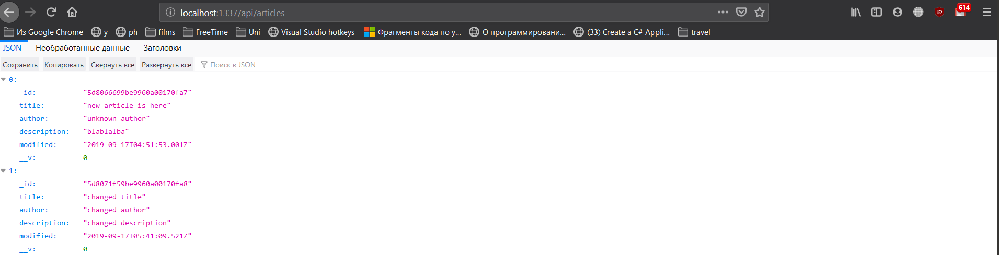 localhost:1337/api/articles
614
Из Google Chrome y ph films FreeTime Uni Visual Studio hotkeys Фрагменты кода по у... О программировани... (33) Create a C# Appli... travel
JSON Необработанные данные Заголовки
Сохранить Копировать Свернуть все Развернуть всё Поиск в JSON
0:
_id: "5d8066699be9960a00170fa7"
title: "new article is here"
author: "unknown author"
description: "blablalba"
modified: "2019-09-17T04:51:53.001Z"
__v: 0
1:
_id: "5d8071f59be9960a00170fa8"
title: "changed title"
author: "changed author"
description: "changed description"
modified: "2019-09-17T05:41:09.521Z"
__v: 0